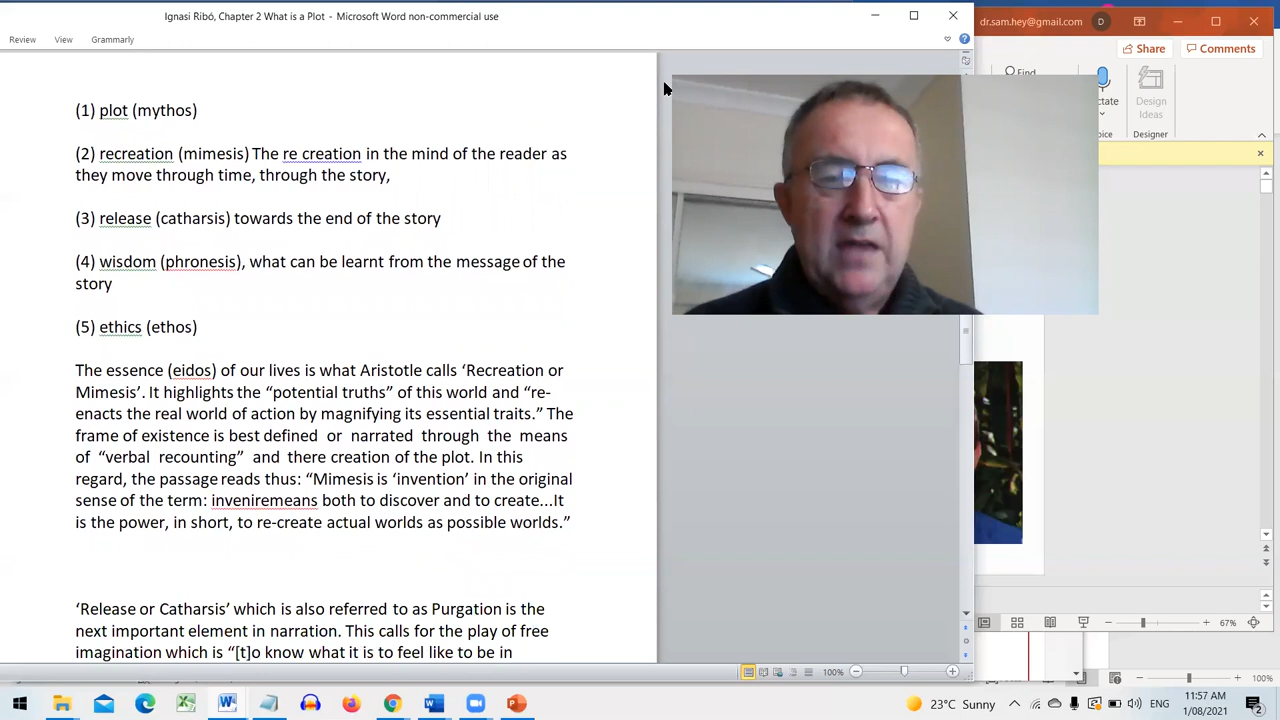 Ignasi Ribó, Chapter 2 What is a Plot - Microsoft Word non-commercial use
dr.sam.hey@gmail.com
D
Review View Grammarly
Share
Comments
Find
ctate
Design
Ideas
oice
Designer
(1) plot (mythos)
(2) recreation (mimesis) The re creation in the mind of the reader as
they move through time, through the story,
(3) release (catharsis) towards the end of the story
(4) wisdom (phronesis), what can be learnt from the message of the
story
(5) ethics (ethos)
The essence (eidos) of our lives is what Aristotle calls ‘Recreation or
Mimesis’. It highlights the “potential truths” of this world and “re-
enacts the real world of action by magnifying its essential traits.” The
frame of existence is best defined or narrated through the means
of “verbal recounting” and there creation of the plot. In this
regard, the passage reads thus: “Mimesis is ‘invention’ in the original
sense of the term: inveniremeans both to discover and to create...It
is the power, in short, to re-create actual worlds as possible worlds.”
‘Release or Catharsis’ which is also referred to as Purgation is the
next important element in narration. This calls for the play of free
imagination which is “[t]o know what it is to feel like to be in
67%
100%
100%
23°C Sunny
ENG
11:57 AM
1/08/2021
2